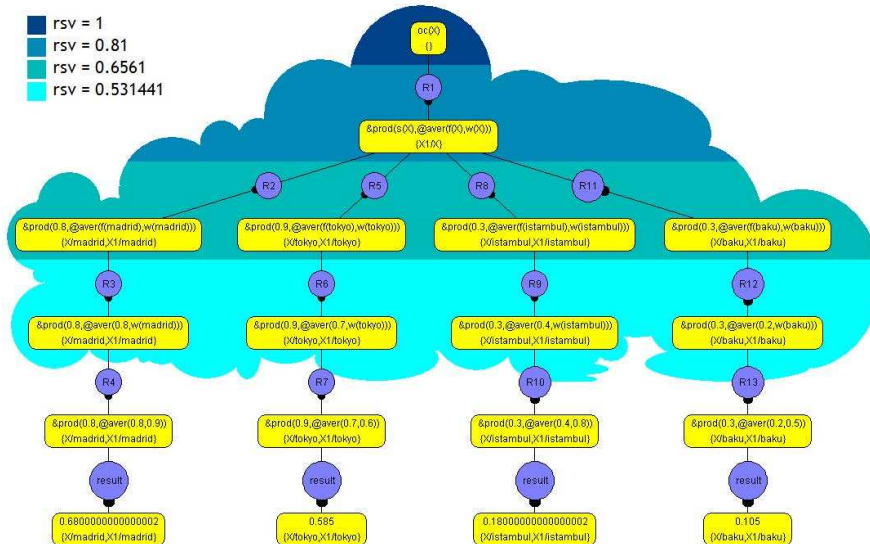 rsv = 1
rsv = 0.81
rsv = 0.6561
rsv = 0.531441
oc(X)
{}
R1
&prod(s(X),@aver(f(X),w(X)))
{X1/X}
R2
R5
R8
R11
&prod(0.8,@aver(f(madrid),w(madrid)))
{X/madrid,X1/madrid}
&prod(0.9,@aver(f(tokyo),w(tokyo)))
{X/tokyo,X1/tokyo}
&prod(0.3,@aver(f(istambul),w(istambul)))
{X/istambul,X1/istambul}
&prod(0.3,@aver(f(baku),w(baku)))
{X/baku,X1/baku}
R3
R6
R9
R12
&prod(0.8,@aver(0.8,w(madrid)))
{X/madrid,X1/madrid}
&prod(0.9,@aver(0.7,w(tokyo)))
{X/tokyo,X1/tokyo}
&prod(0.3,@aver(0.4,w(istambul)))
{X/istambul,X1/istambul}
&prod(0.3,@aver(0.2,w(baku)))
{X/baku,X1/baku}
R4
R7
R10
R13
&prod(0.8,@aver(0.8,0.9))
{X/madrid,X1/madrid}
&prod(0.9,@aver(0.7,0.6))
{X/tokyo,X1/tokyo}
&prod(0.3,@aver(0.4,0.8))
{X/istambul,X1/istambul}
&prod(0.3,@aver(0.2,0.5))
{X/baku,X1/baku}
result
result
result
result
0.6800000000000002
{X/madrid,X1/madrid}
0.585
{X/tokyo,X1/tokyo}
0.18000000000000002
{X/istambul,X1/istambul}
0.105
{X/baku,X1/baku}